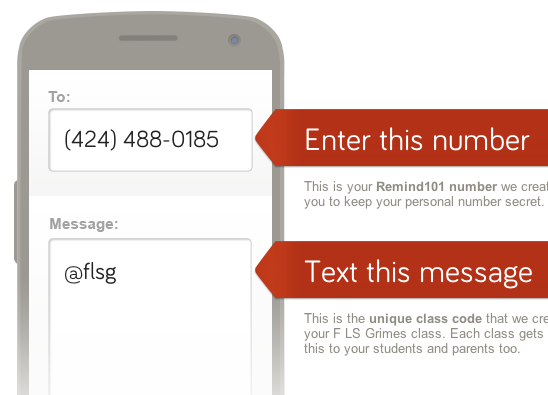 To:
(424) 488-0185
Enter this number
This is your Remind101 number we creat
you to keep your personal number secret.
Message:
@flsg
Text this message
This is the unique class code that we cre
your F LS Grimes class. Each class gets
this to your students and parents too.